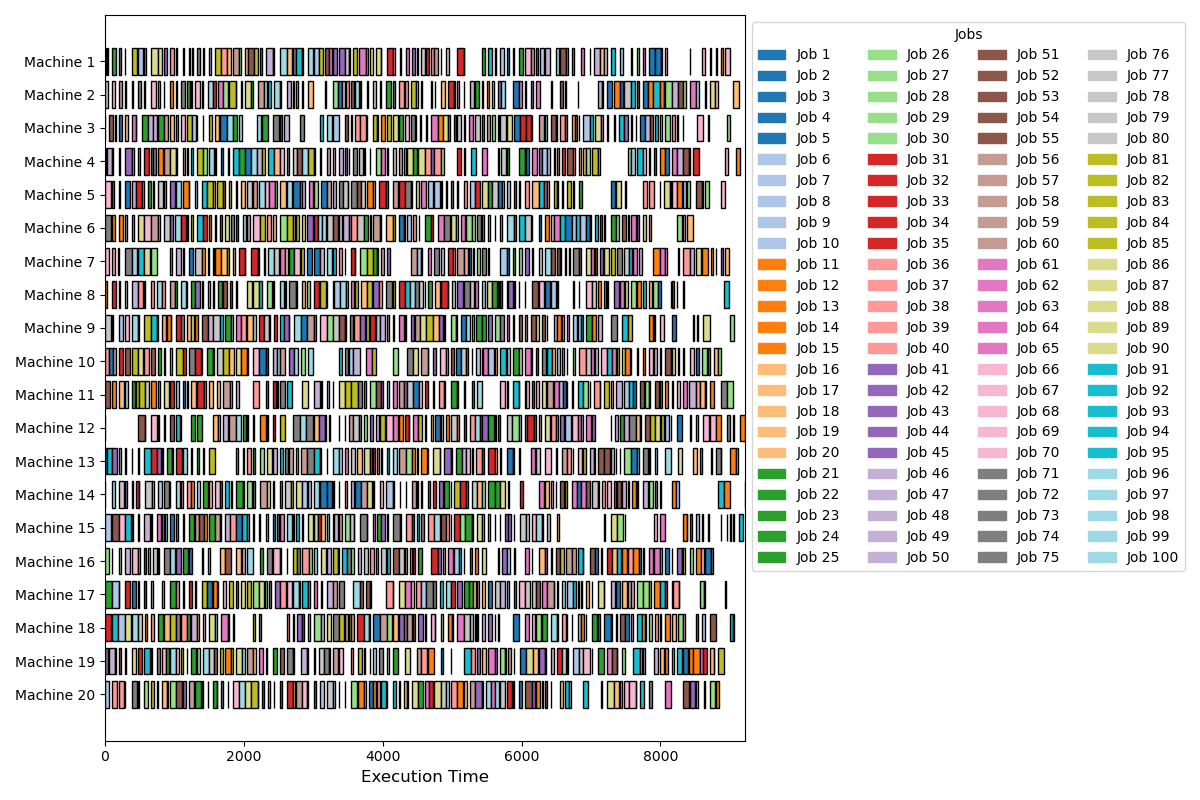 Machine 1
Machine 2
Machine 3
Machine 4
Machine 5
Machine 6
Machine 7
Machine 8
Machine 9
Machine 10
Machine 11
Machine 12
Machine 13
Machine 14
Machine 15
Machine 16
Machine 17
Machine 18
Machine 19
Machine 20
0 2000 4000 6000 8000
Execution Time
Jobs
Job 1 Job 26 Job 51 Job 76
Job 2 Job 27 Job 52 Job 77
Job 3 Job 28 Job 53 Job 78
Job 4 Job 29 Job 54 Job 79
Job 5 Job 30 Job 55 Job 80
Job 6 Job 31 Job 56 Job 81
Job 7 Job 32 Job 57 Job 82
Job 8 Job 33 Job 58 Job 83
Job 9 Job 34 Job 59 Job 84
Job 10 Job 35 Job 60 Job 85
Job 11 Job 36 Job 61 Job 86
Job 12 Job 37 Job 62 Job 87
Job 13 Job 38 Job 63 Job 88
Job 14 Job 39 Job 64 Job 89
Job 15 Job 40 Job 65 Job 90
Job 16 Job 41 Job 66 Job 91
Job 17 Job 42 Job 67 Job 92
Job 18 Job 43 Job 68 Job 93
Job 19 Job 44 Job 69 Job 94
Job 20 Job 45 Job 70 Job 95
Job 21 Job 46 Job 71 Job 96
Job 22 Job 47 Job 72 Job 97
Job 23 Job 48 Job 73 Job 98
Job 24 Job 49 Job 74 Job 99
Job 25 Job 50 Job 75 Job 100